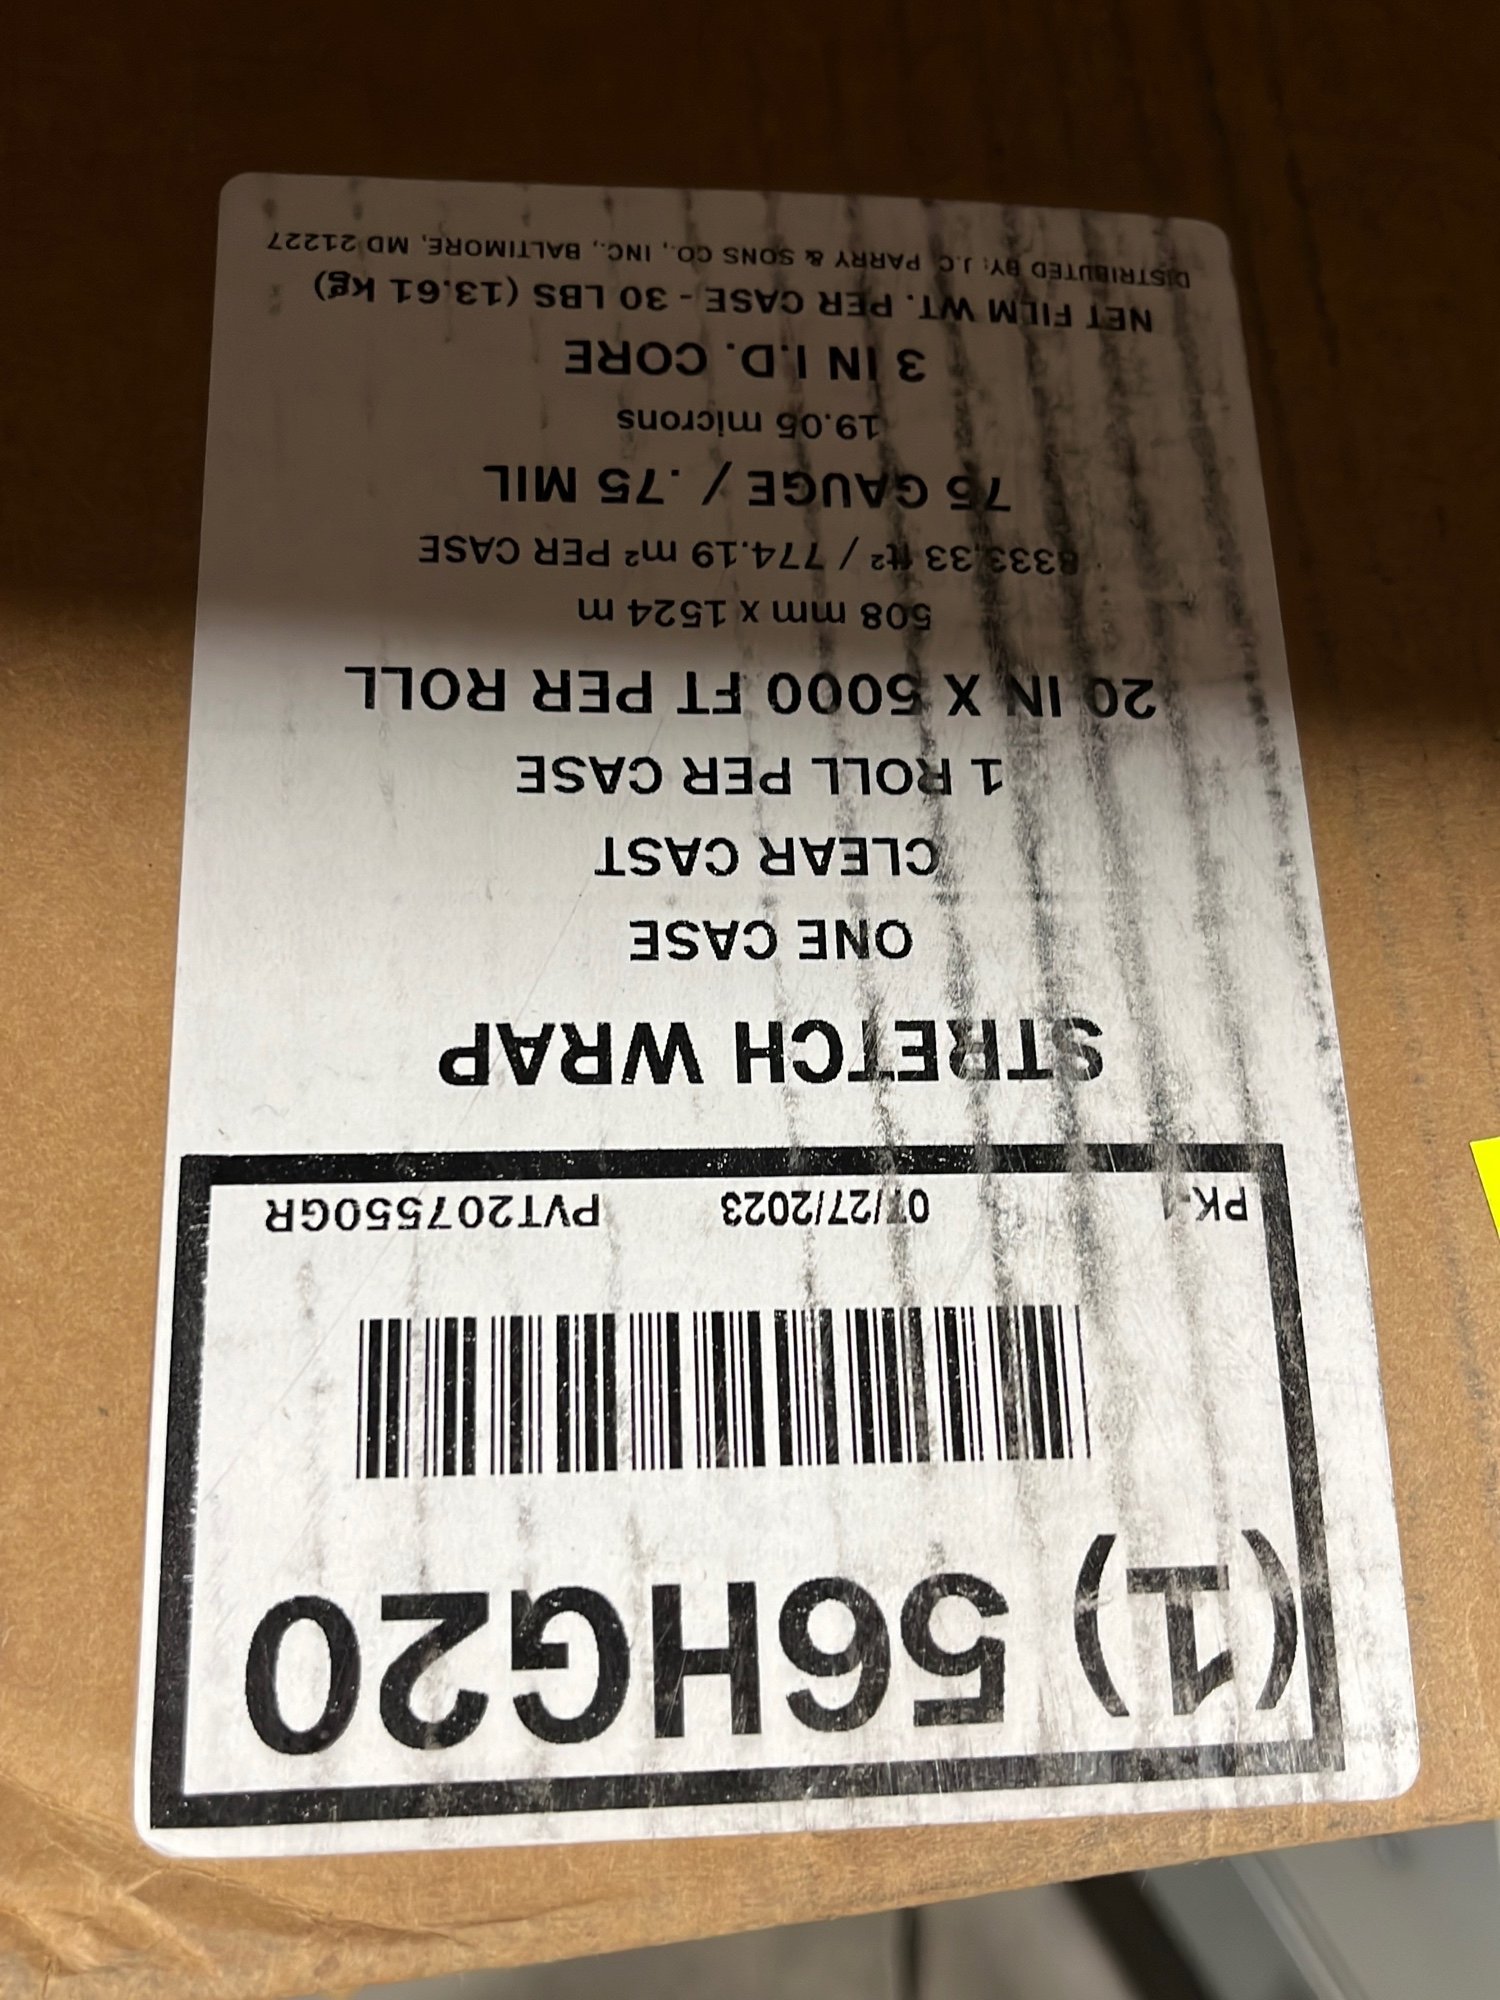 (1) 56HG20
PK-1 07/27/2023 PVT207550GR
STRETCH WRAP
ONE CASE
CLEAR CAST
1 ROLL PER CASE
20 IN X 5000 FT PER ROLL
508 mm x 1524 m
8333.33 ft² / 774.19 m² PER CASE
75 GAUGE / .75 MIL
19.05 microns
3 IN I.D. CORE
NET FILM WT. PER CASE - 30 LBS (13.61 kg)
DISTRIBUTED BY: J.C. PARRY & SONS CO., INC., BALTIMORE, MD 21227